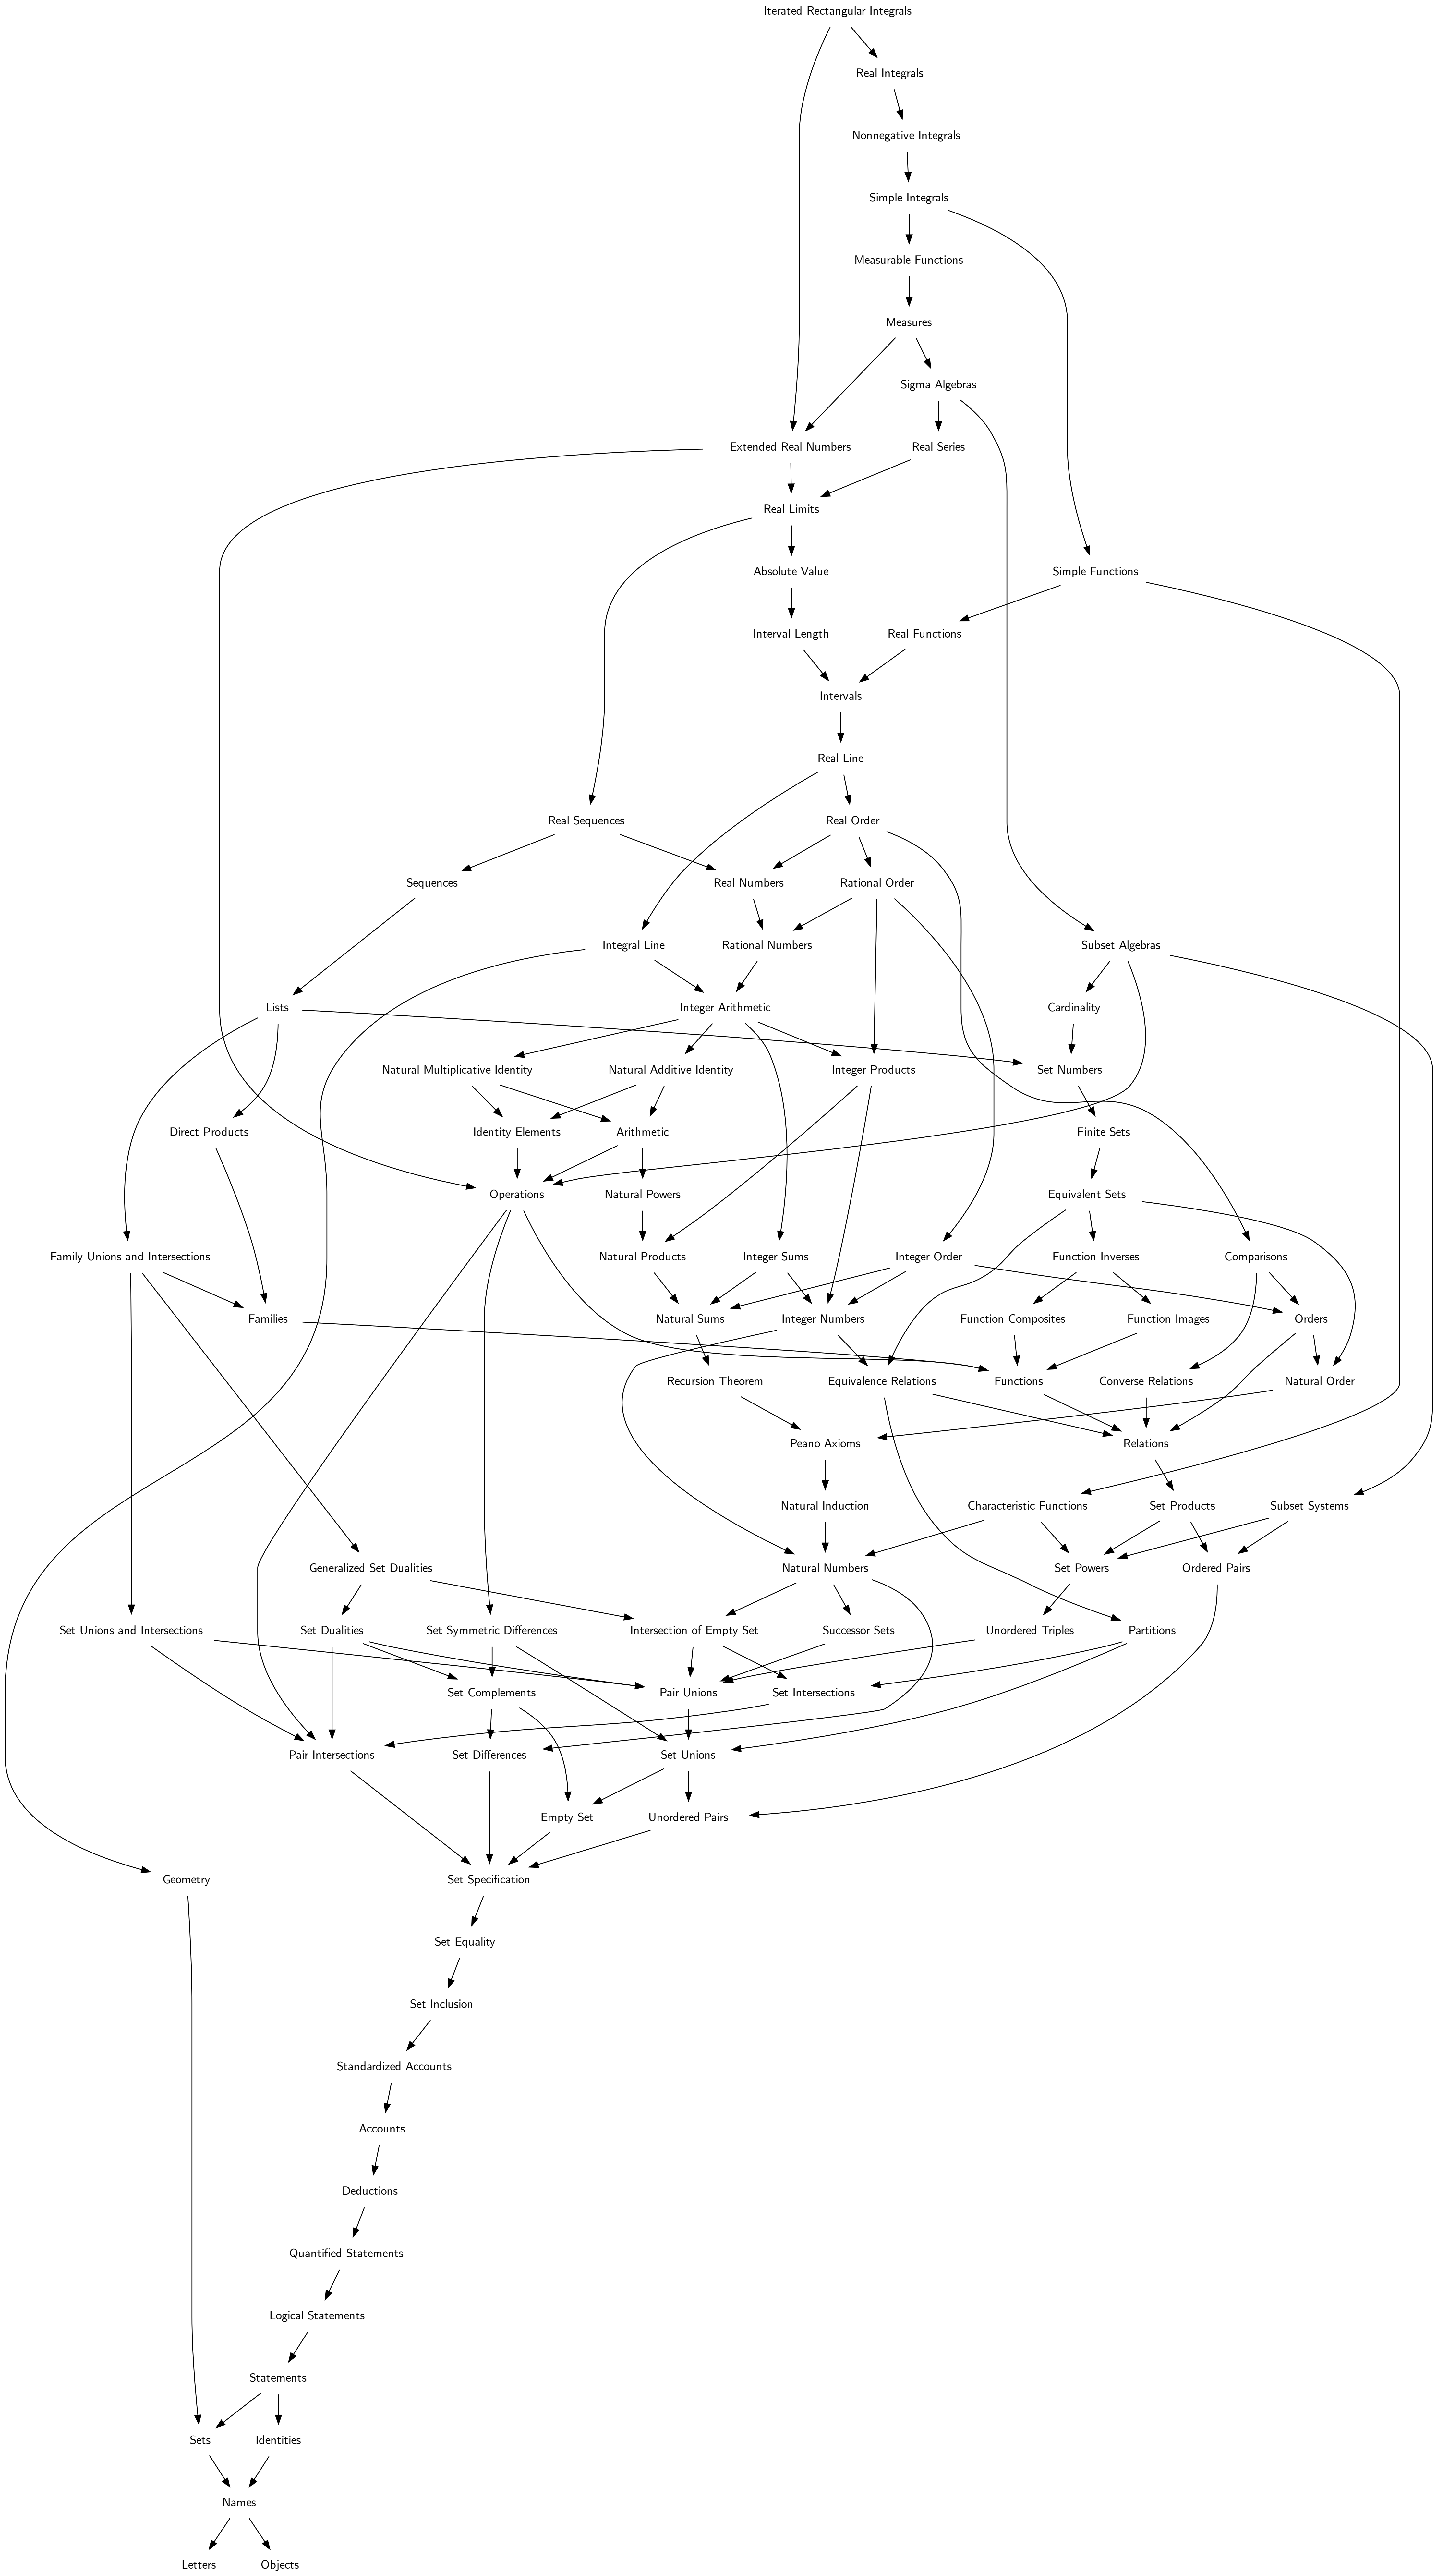 Iterated Rectangular Integrals
Real Integrals
Nonnegative Integrals
Simple Integrals
Measurable Functions
Measures
Sigma Algebras
Extended Real Numbers
Real Series
Real Limits
Absolute Value
Simple Functions
Interval Length
Real Functions
Intervals
Real Line
Real Sequences
Real Order
Sequences
Real Numbers
Rational Order
Integral Line
Rational Numbers
Subset Algebras
Lists
Integer Arithmetic
Cardinality
Natural Multiplicative Identity
Natural Additive Identity
Integer Products
Set Numbers
Direct Products
Identity Elements
Arithmetic
Finite Sets
Operations
Natural Powers
Equivalent Sets
Family Unions and Intersections
Natural Products
Integer Sums
Integer Order
Function Inverses
Comparisons
Families
Natural Sums
Integer Numbers
Function Composites
Function Images
Orders
Recursion Theorem
Equivalence Relations
Functions
Converse Relations
Natural Order
Peano Axioms
Relations
Natural Induction
Characteristic Functions
Set Products
Subset Systems
Generalized Set Dualities
Natural Numbers
Set Powers
Ordered Pairs
Set Unions and Intersections
Set Dualities
Set Symmetric Differences
Intersection of Empty Set
Successor Sets
Unordered Triples
Partitions
Set Complements
Pair Unions
Set Intersections
Pair Intersections
Set Differences
Set Unions
Empty Set
Unordered Pairs
Geometry
Set Specification
Set Equality
Set Inclusion
Standardized Accounts
Accounts
Deductions
Quantified Statements
Logical Statements
Statements
Sets
Identities
Names
Letters
Objects